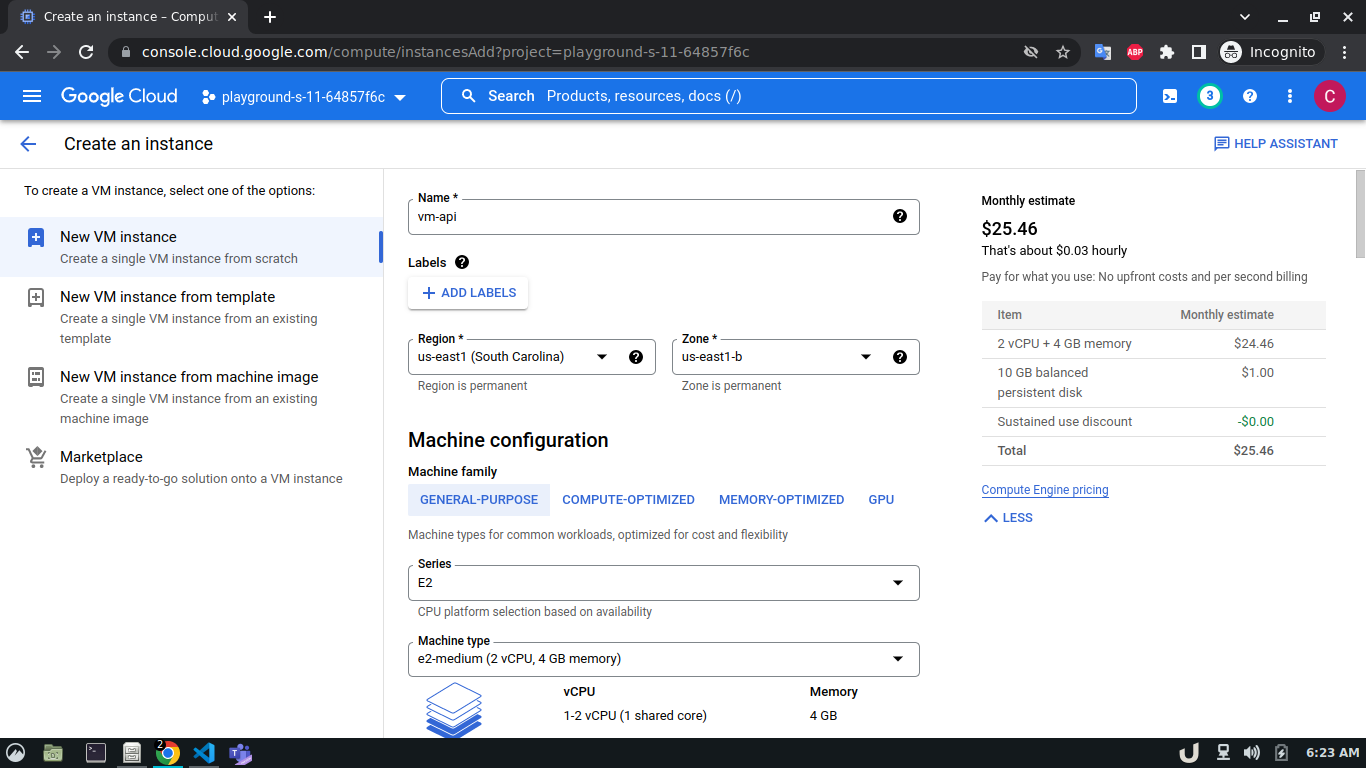 Create an instance – Comput
console.cloud.google.com/compute/instancesAdd?project=playground-s-11-64857f6c
ABP
Incognito
Google Cloud
playground-s-11-64857f6c
Search Products, resources, docs (/)
3
C
Create an instance
HELP ASSISTANT
To create a VM instance, select one of the options:
New VM instance
Create a single VM instance from scratch
New VM instance from template
Create a single VM instance from an existing
template
New VM instance from machine image
Create a single VM instance from an existing
machine image
Marketplace
Deploy a ready-to-go solution onto a VM instance
Name *
vm-api
Labels
ADD LABELS
Region *
us-east1 (South Carolina)
Region is permanent
Zone *
us-east1-b
Zone is permanent
Machine configuration
Machine family
GENERAL-PURPOSE COMPUTE-OPTIMIZED MEMORY-OPTIMIZED GPU
Machine types for common workloads, optimized for cost and flexibility
Series
E2
CPU platform selection based on availability
Machine type
e2-medium (2 vCPU, 4 GB memory)
vCPU Memory
1-2 vCPU (1 shared core) 4 GB
Monthly estimate
$25.46
That's about $0.03 hourly
Pay for what you use: No upfront costs and per second billing
Item Monthly estimate
2 vCPU + 4 GB memory $24.46
10 GB balanced $1.00
persistent disk
Sustained use discount -$0.00
Total $25.46
Compute Engine pricing
LESS
2
6:23 AM